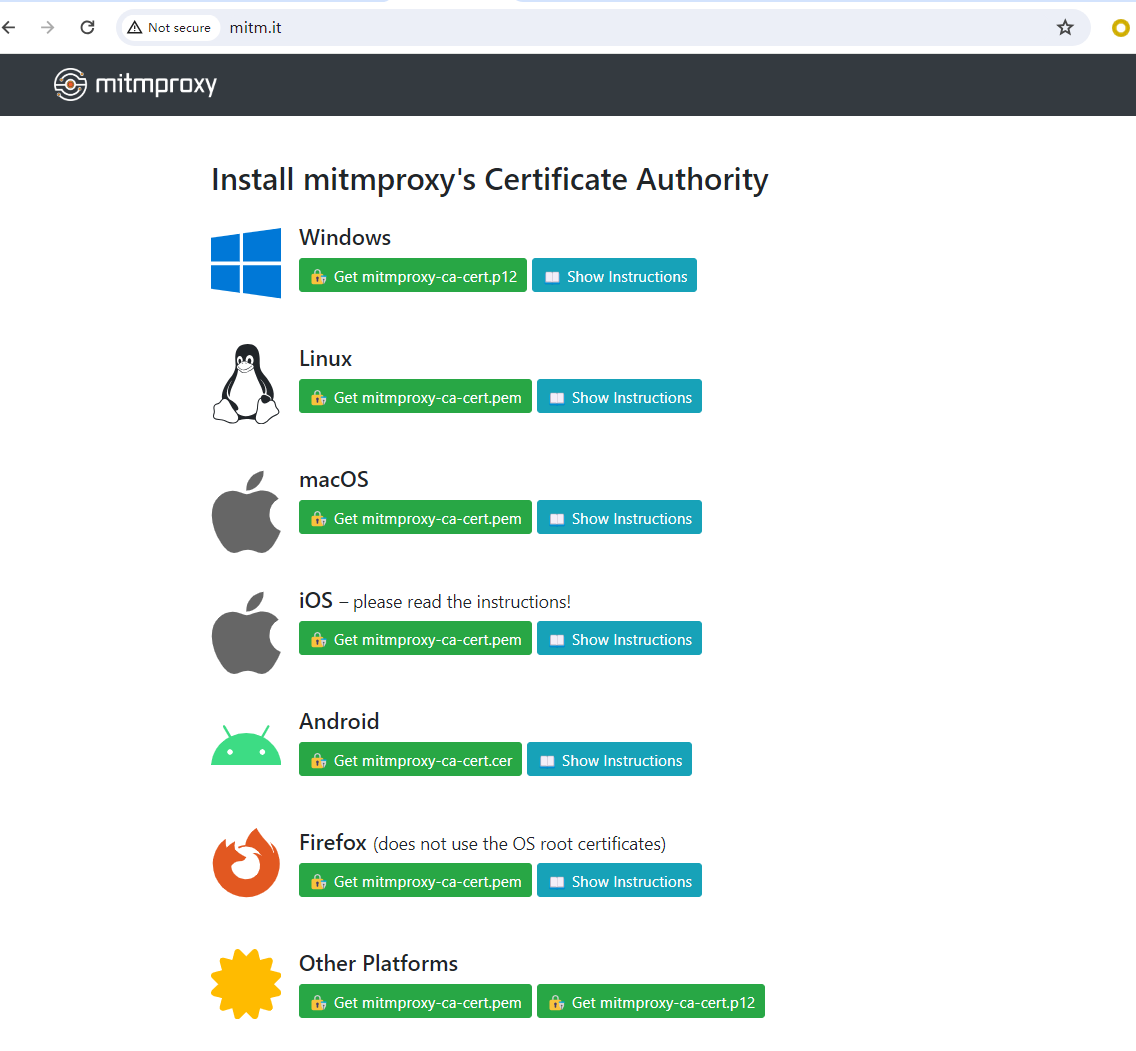 Not secure mitm.it
mitmproxy
Install mitmproxy's Certificate Authority
Windows
Get mitmproxy-ca-cert.p12 Show Instructions
Linux
Get mitmproxy-ca-cert.pem Show Instructions
macOS
Get mitmproxy-ca-cert.pem Show Instructions
iOS – please read the instructions!
Get mitmproxy-ca-cert.pem Show Instructions
Android
Get mitmproxy-ca-cert.cer Show Instructions
Firefox (does not use the OS root certificates)
Get mitmproxy-ca-cert.pem Show Instructions
Other Platforms
Get mitmproxy-ca-cert.pem Get mitmproxy-ca-cert.p12